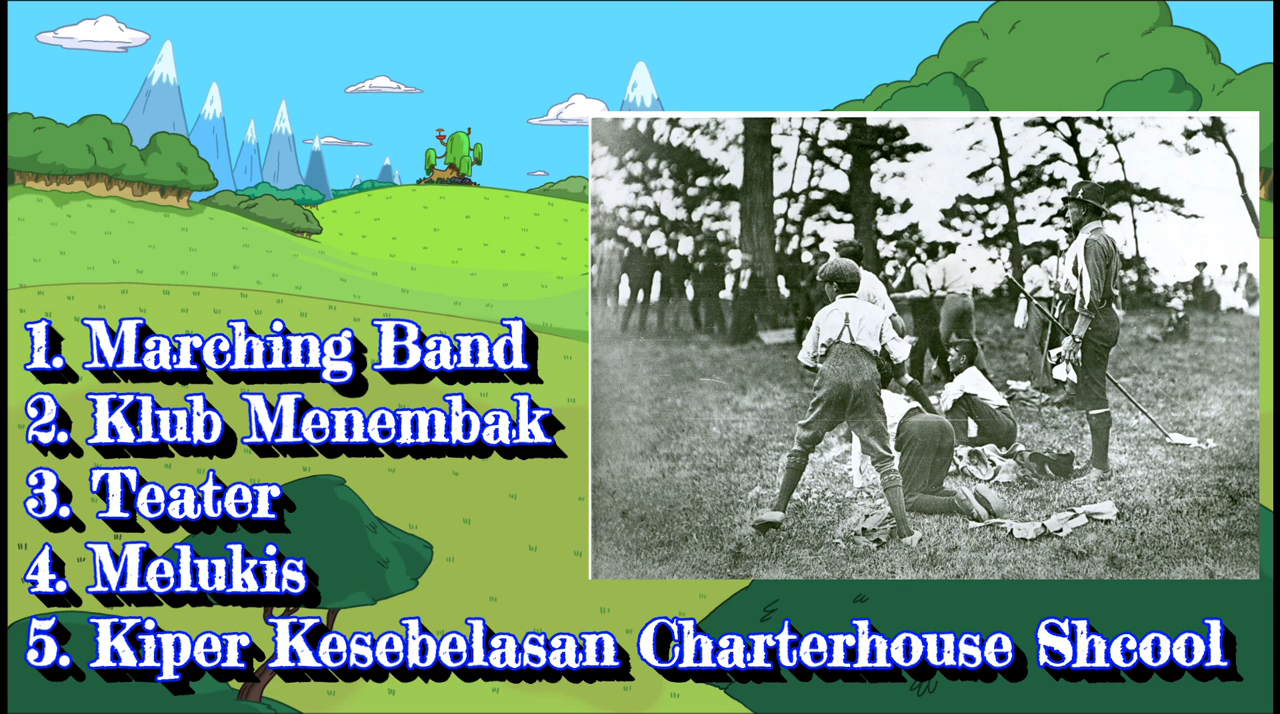 1. Marching Band
2. Klub Menembak
3. Teater
4. Melukis
5. Kiper Kesebelasan Charterhouse Shcool